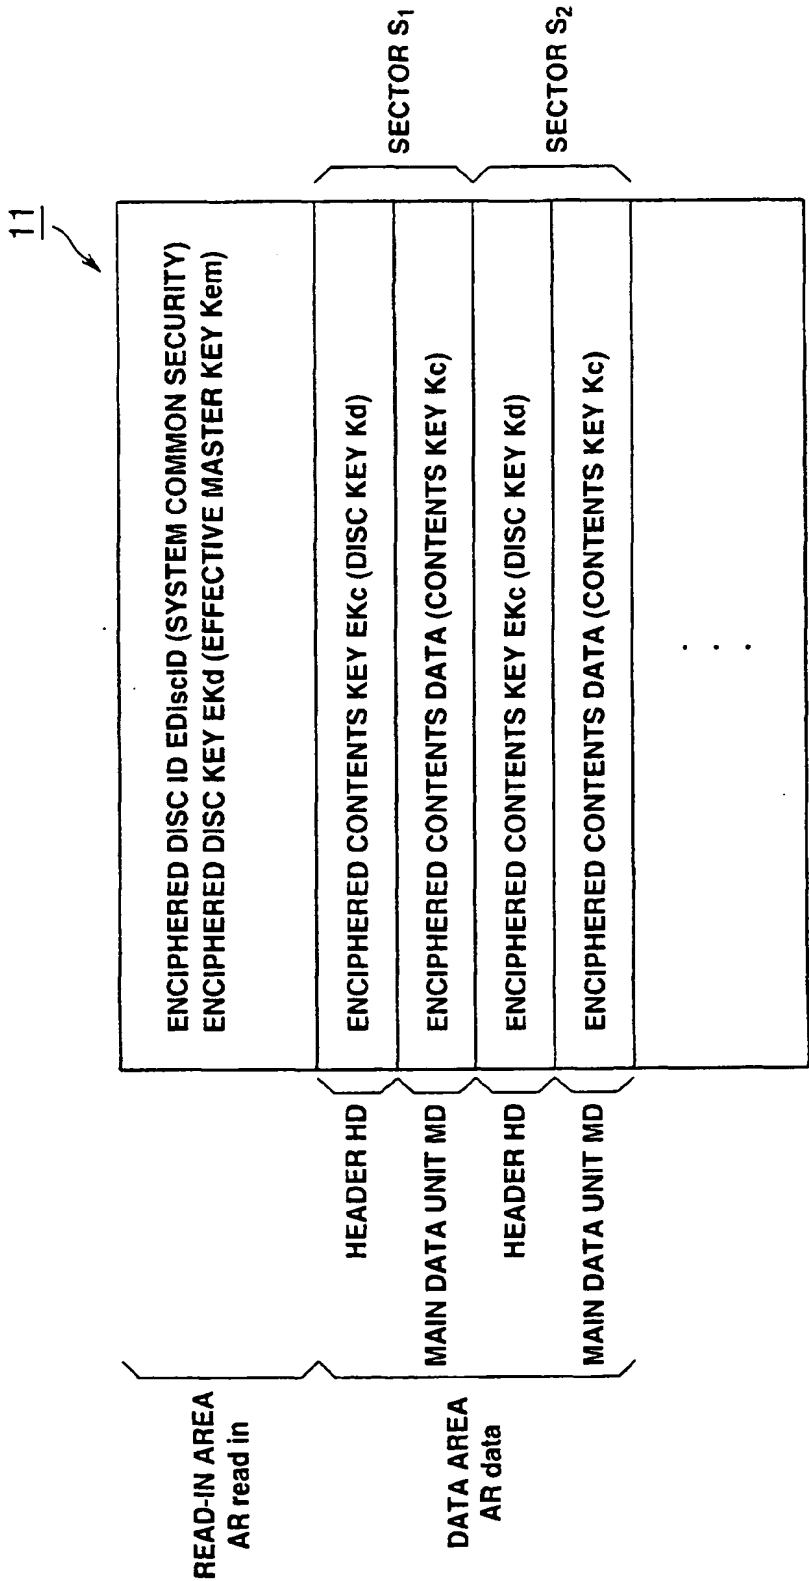 11
READ-IN AREA
AR read in
ENCIPHERED DISC ID EDiscID (SYSTEM COMMON SECURITY)
ENCIPHERED DISC KEY EKd (EFFECTIVE MASTER KEY Kem)
DATA AREA
AR data
HEADER HD
ENCIPHERED CONTENTS KEY EKc (DISC KEY Kd)
SECTOR S1
MAIN DATA UNIT MD
ENCIPHERED CONTENTS DATA (CONTENTS KEY Kc)
HEADER HD
ENCIPHERED CONTENTS KEY EKc (DISC KEY Kd)
SECTOR S2
MAIN DATA UNIT MD
ENCIPHERED CONTENTS DATA (CONTENTS KEY Kc)
. . .